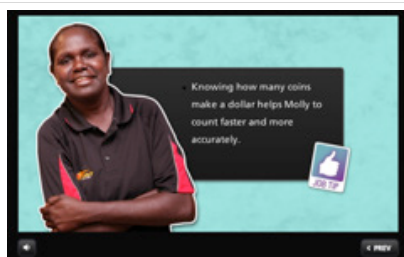 Knowing how many coins
make a dollar helps Molly to
count faster and more
accurately.
JOB TIP
< PREV